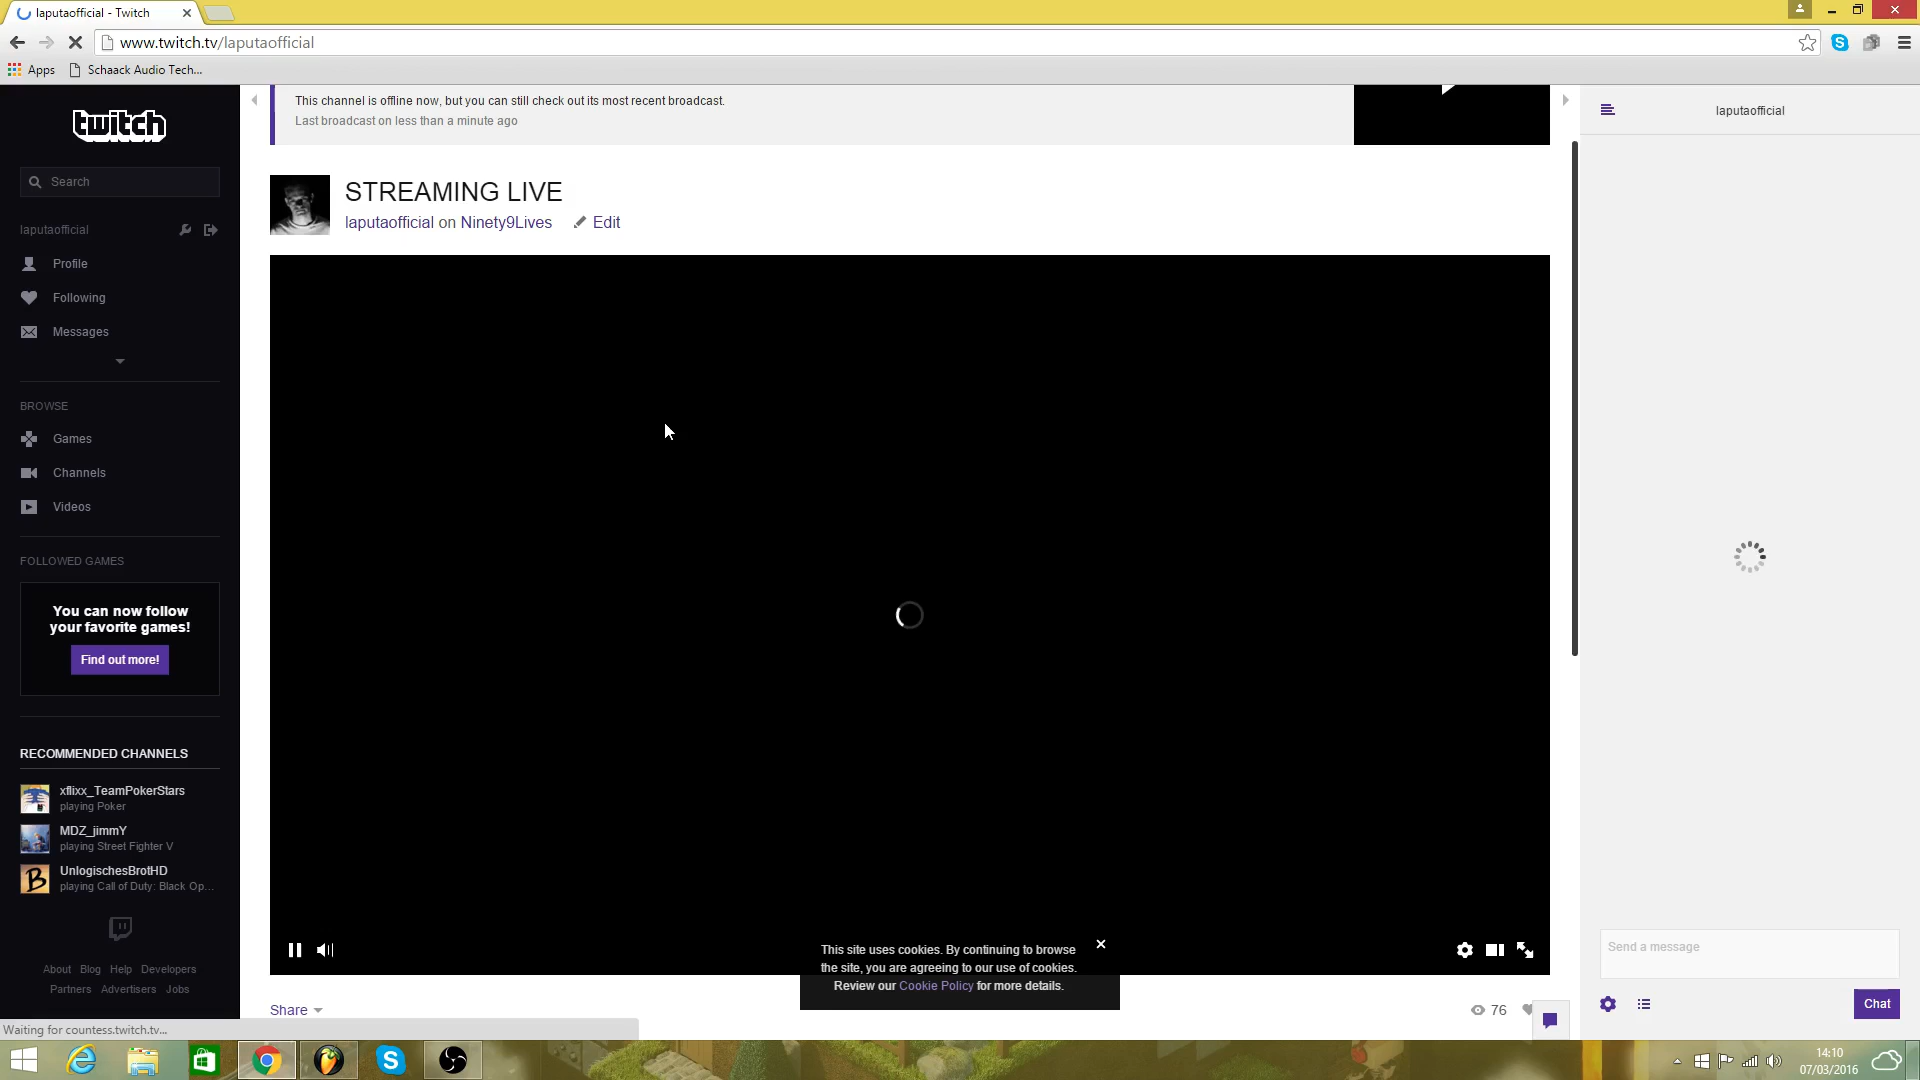 laputaofficial - Twitch
www.twitch.tv/laputaofficial
Apps
Schaack Audio Tech...
twitch
Search
laputaofficial
Profile
Following
Messages
BROWSE
Games
Channels
Videos
FOLLOWED GAMES
You can now follow
your favorite games!
Find out more!
RECOMMENDED CHANNELS
xflixx_TeamPokerStars
playing Poker
MDZ_jimmY
playing Street Fighter V
UnlogischesBrotHD
playing Call of Duty: Black Op...
About Blog Help Developers
Partners Advertisers Jobs
Waiting for countess.twitch.tv...
This channel is offline now, but you can still check out its most recent broadcast.
Last broadcast on less than a minute ago
STREAMING LIVE
laputaofficial on Ninety9Lives
Edit
This site uses cookies. By continuing to browse
the site, you are agreeing to our use of cookies.
Review our Cookie Policy for more details.
Share
76
laputaofficial
Send a message
Chat
14:10
07/03/2016